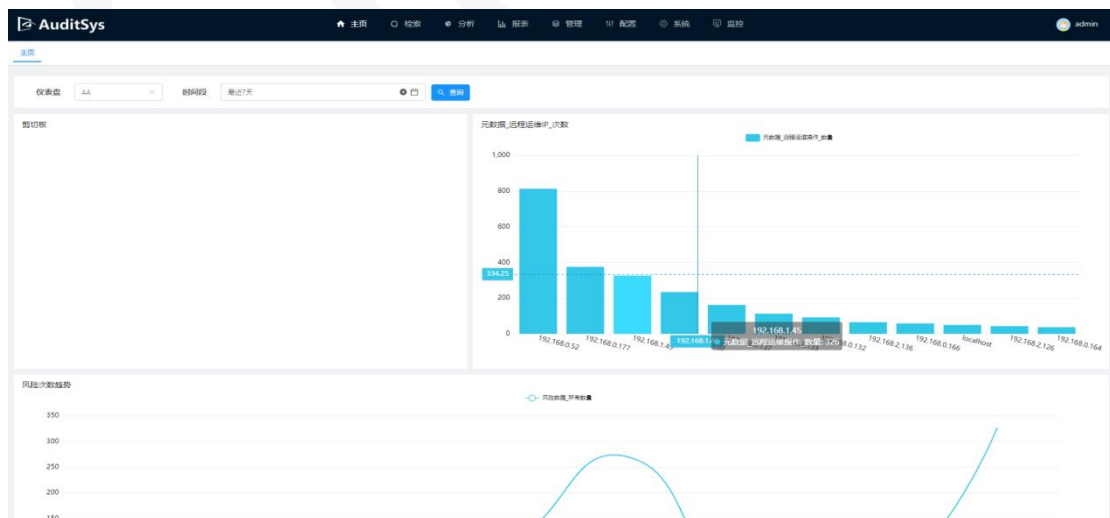 AuditSys
主页 检索 分析 报表 管理 配置 系统 监控
admin
主页
仪表盘 AA 时间段 最近7天 查询
剪切板
元数据_远程运维IP_次数
元数据_远程运维操作_数量
1,000
800
600
400
334.25
200
0
192.168.1.45
元数据_远程运维操作_数量: 326
192.168.0.52 192.168.0.177 192.168.1.45 192.168.2.136 192.168.0.166 localhost 192.168.2.126 192.168.0.164
风险次数趋势
风险数据_所有数量
350
300
250
200
150